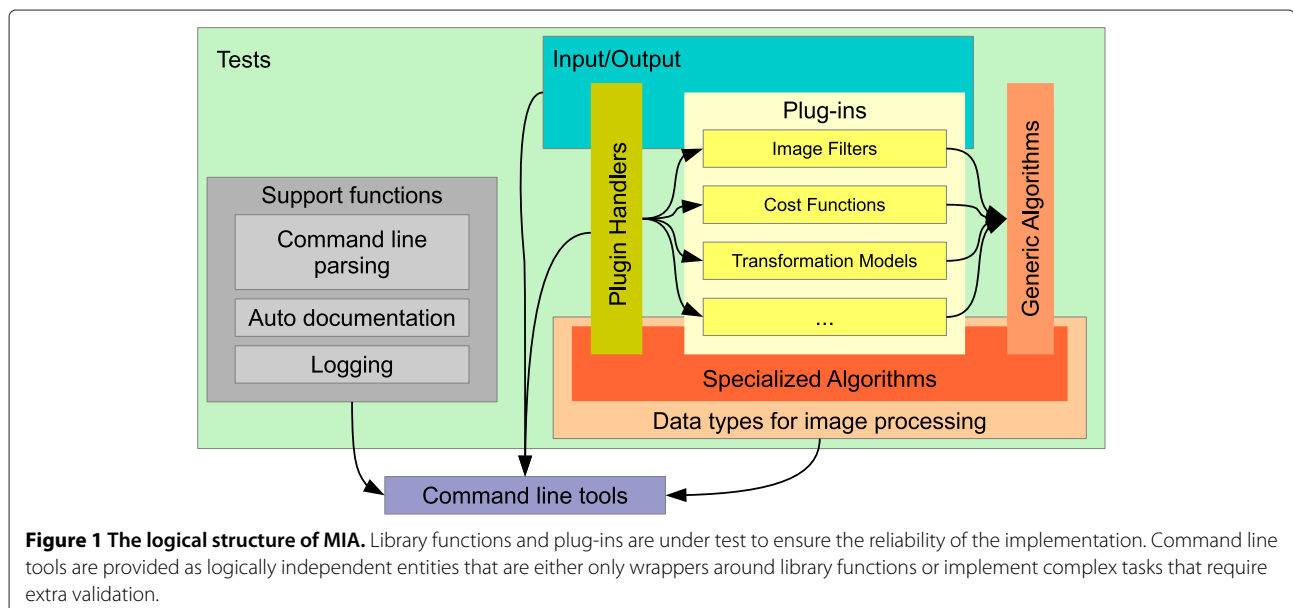 Tests
Input/Output
Plugin Handlers
Plug-ins
Image Filters
Cost Functions
Transformation Models
...
Generic Algorithms
Support functions
Command line
parsing
Auto documentation
Logging
Specialized Algorithms
Data types for image processing
Command line tools
Figure 1 The logical structure of MIA. Library functions and plug-ins are under test to ensure the reliability of the implementation. Command line
tools are provided as logically independent entities that are either only wrappers around library functions or implement complex tasks that require
extra validation.